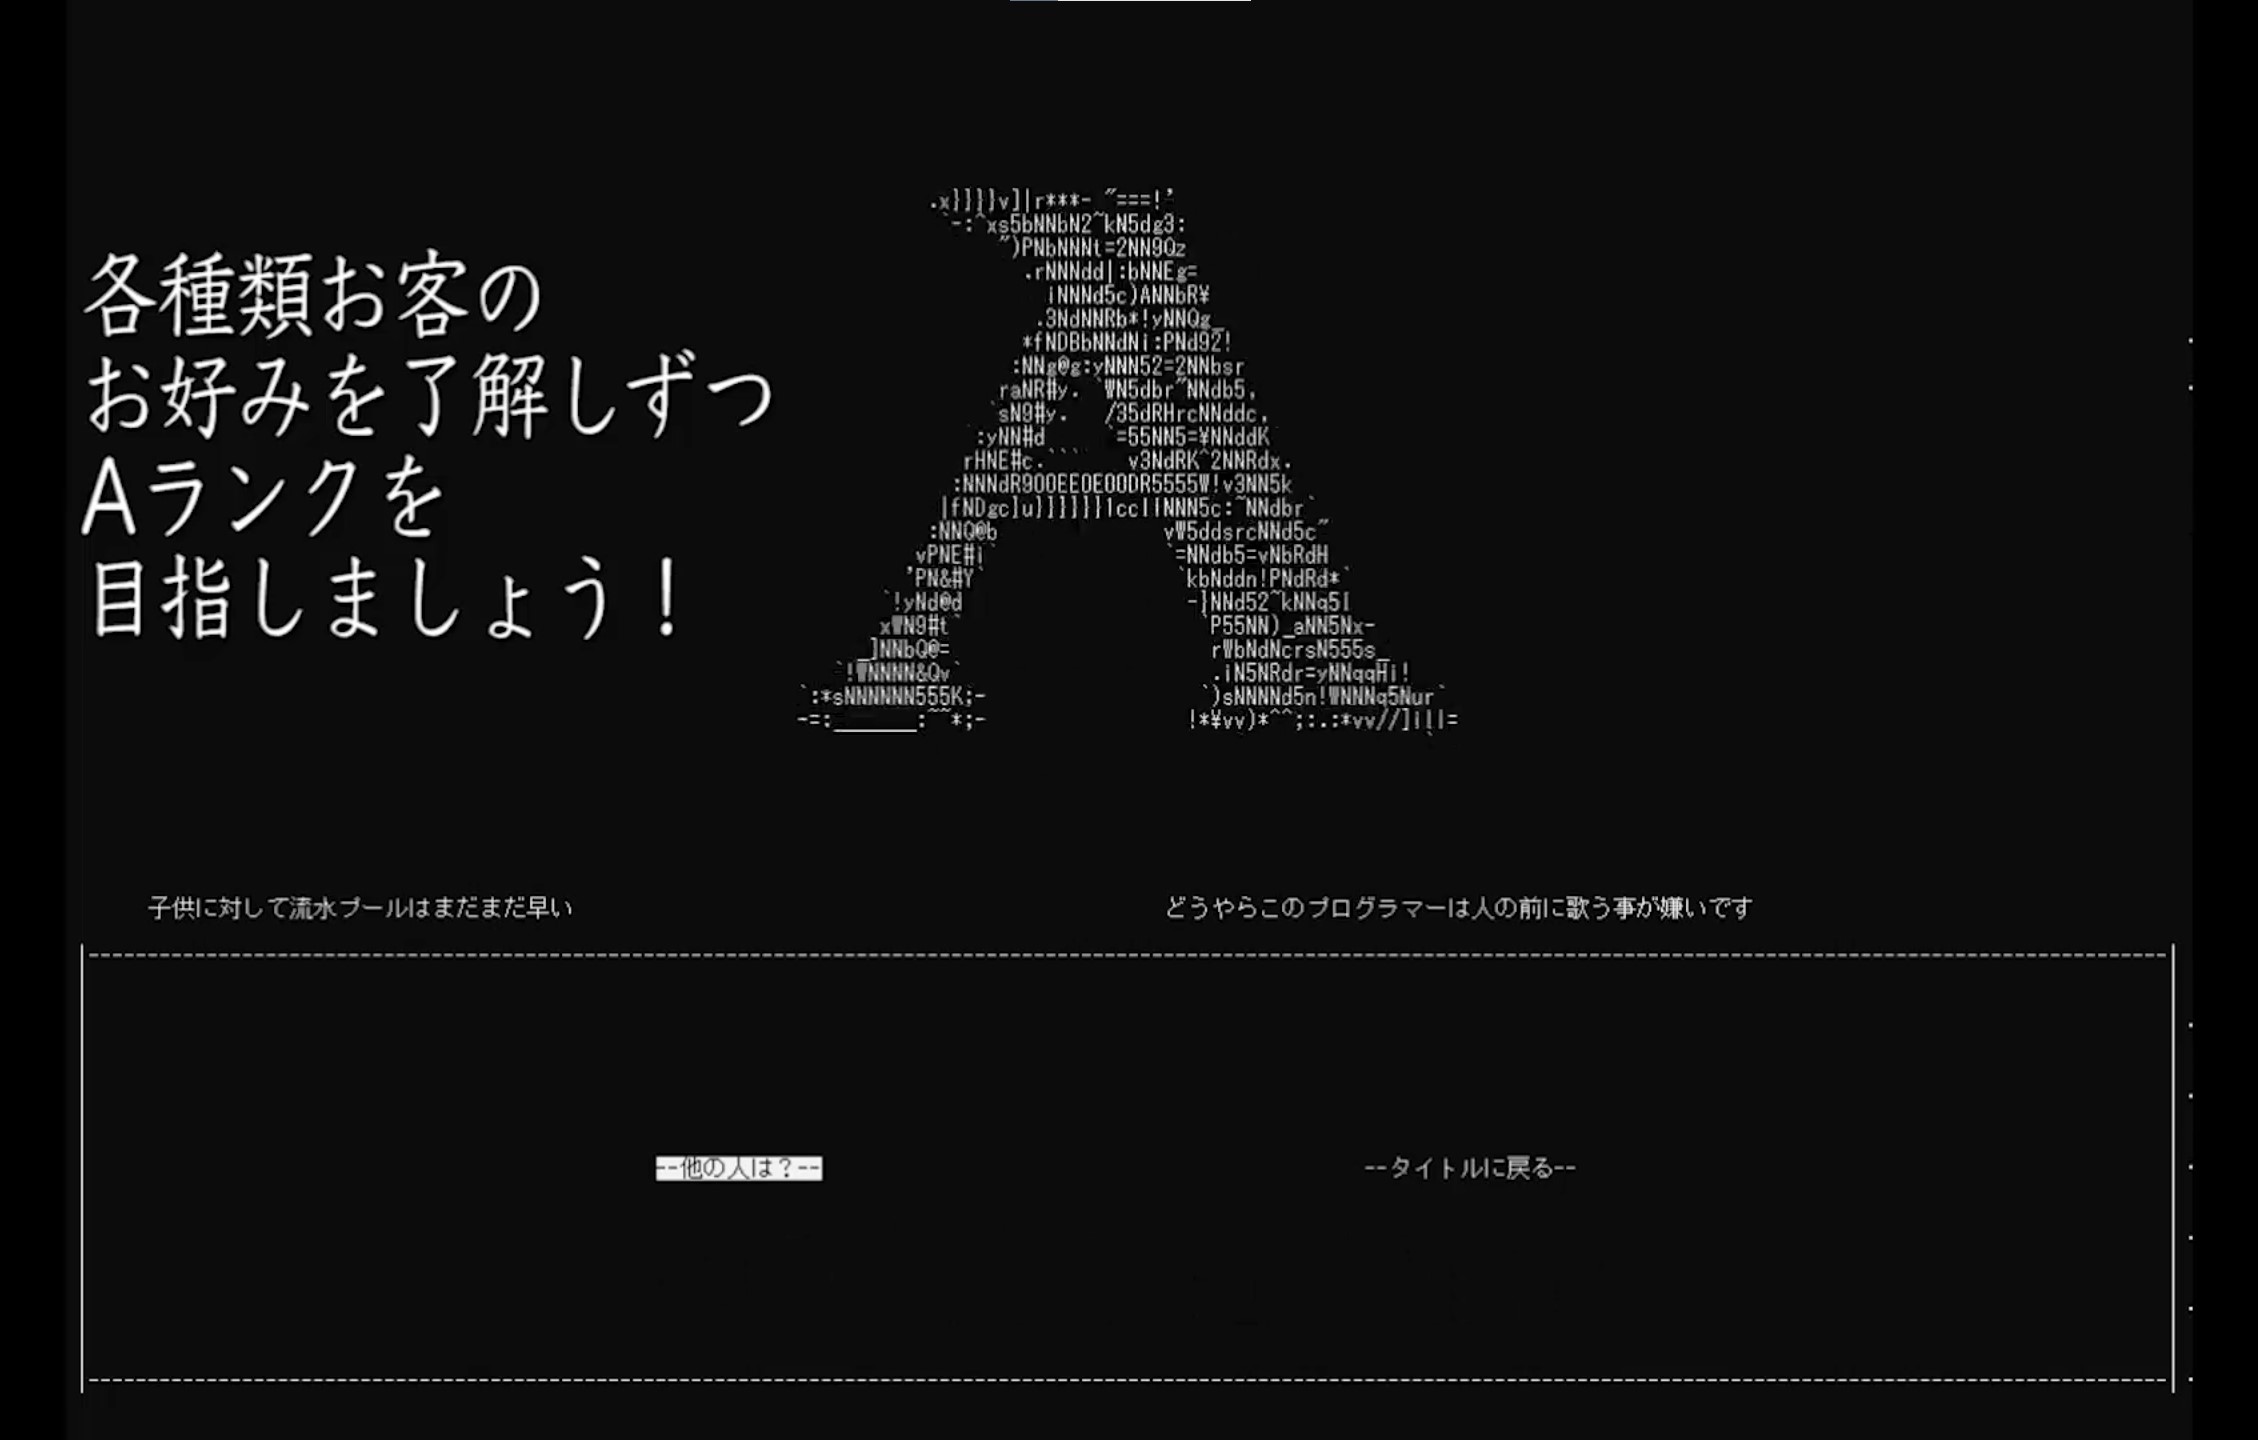 各種類お客の
お好みを了解しずつ
Aランクを
目指しましょう！
子供に対して流水プールはまだまだ早い
どうやらこのプログラマーは人の前に歌う事が嫌いです
--他の人は？--
--タイトルに戻る--